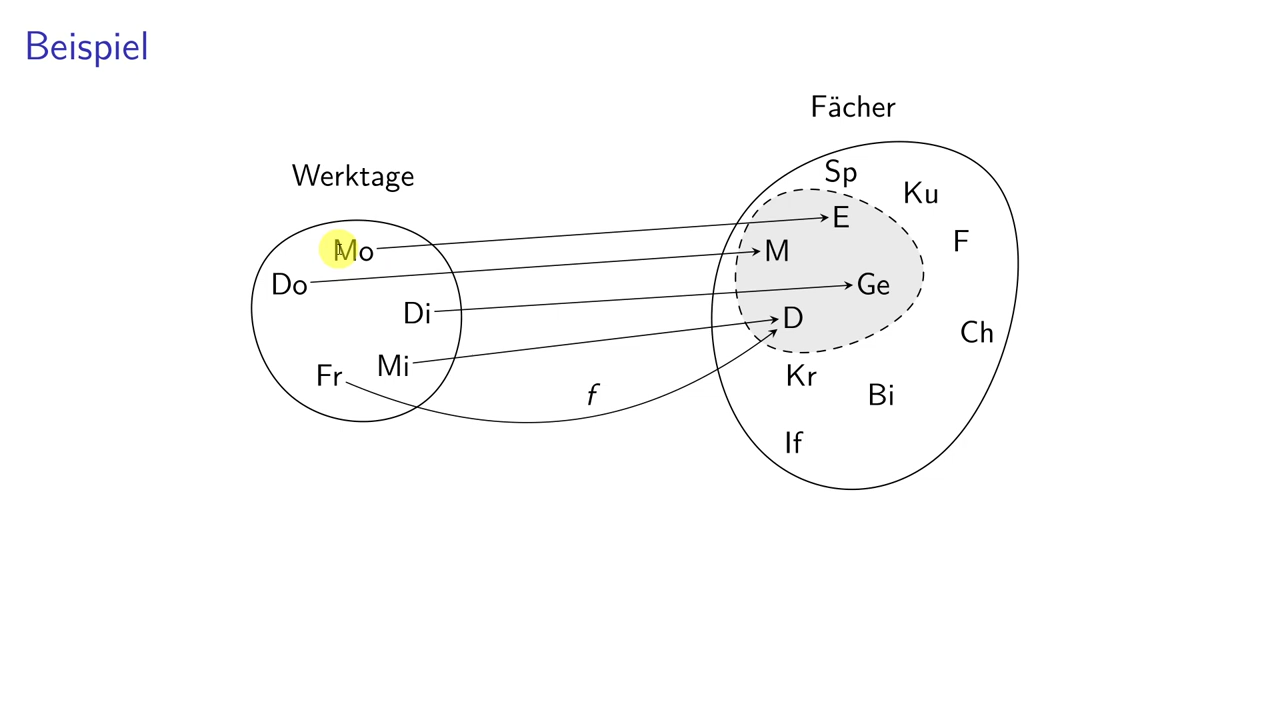 Beispiel
Fächer
Werktage
Sp
Ku
E
F
Mo
M
Do
Ge
Di
D
Ch
Mi
Fr
Kr
f
Bi
If